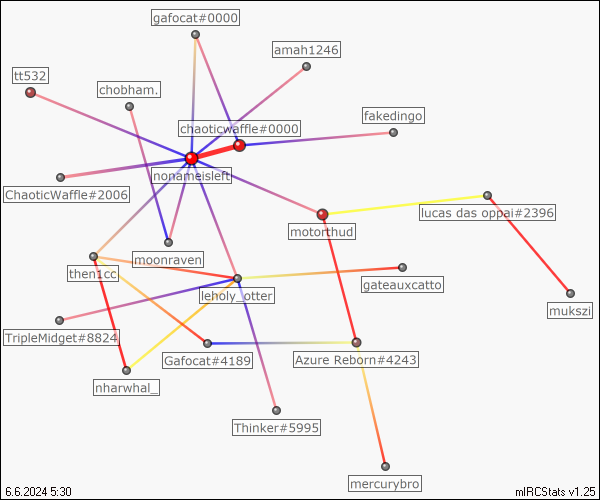 gafocat#0000
amah1246
tt532
chobham.
fakedingo
chaoticwaffle#0000
nonameisleft
ChaoticWaffle#2006
lucas das oppai#2396
motorthud
moonraven
then1cc
gateauxcatto
leholy_otter
mukszi
TripleMidget#8824
Gafocat#4189
Azure Reborn#4243
nharwhal_
Thinker#5995
mercurybro
6.6.2024 5:30
mIRCStats v1.25